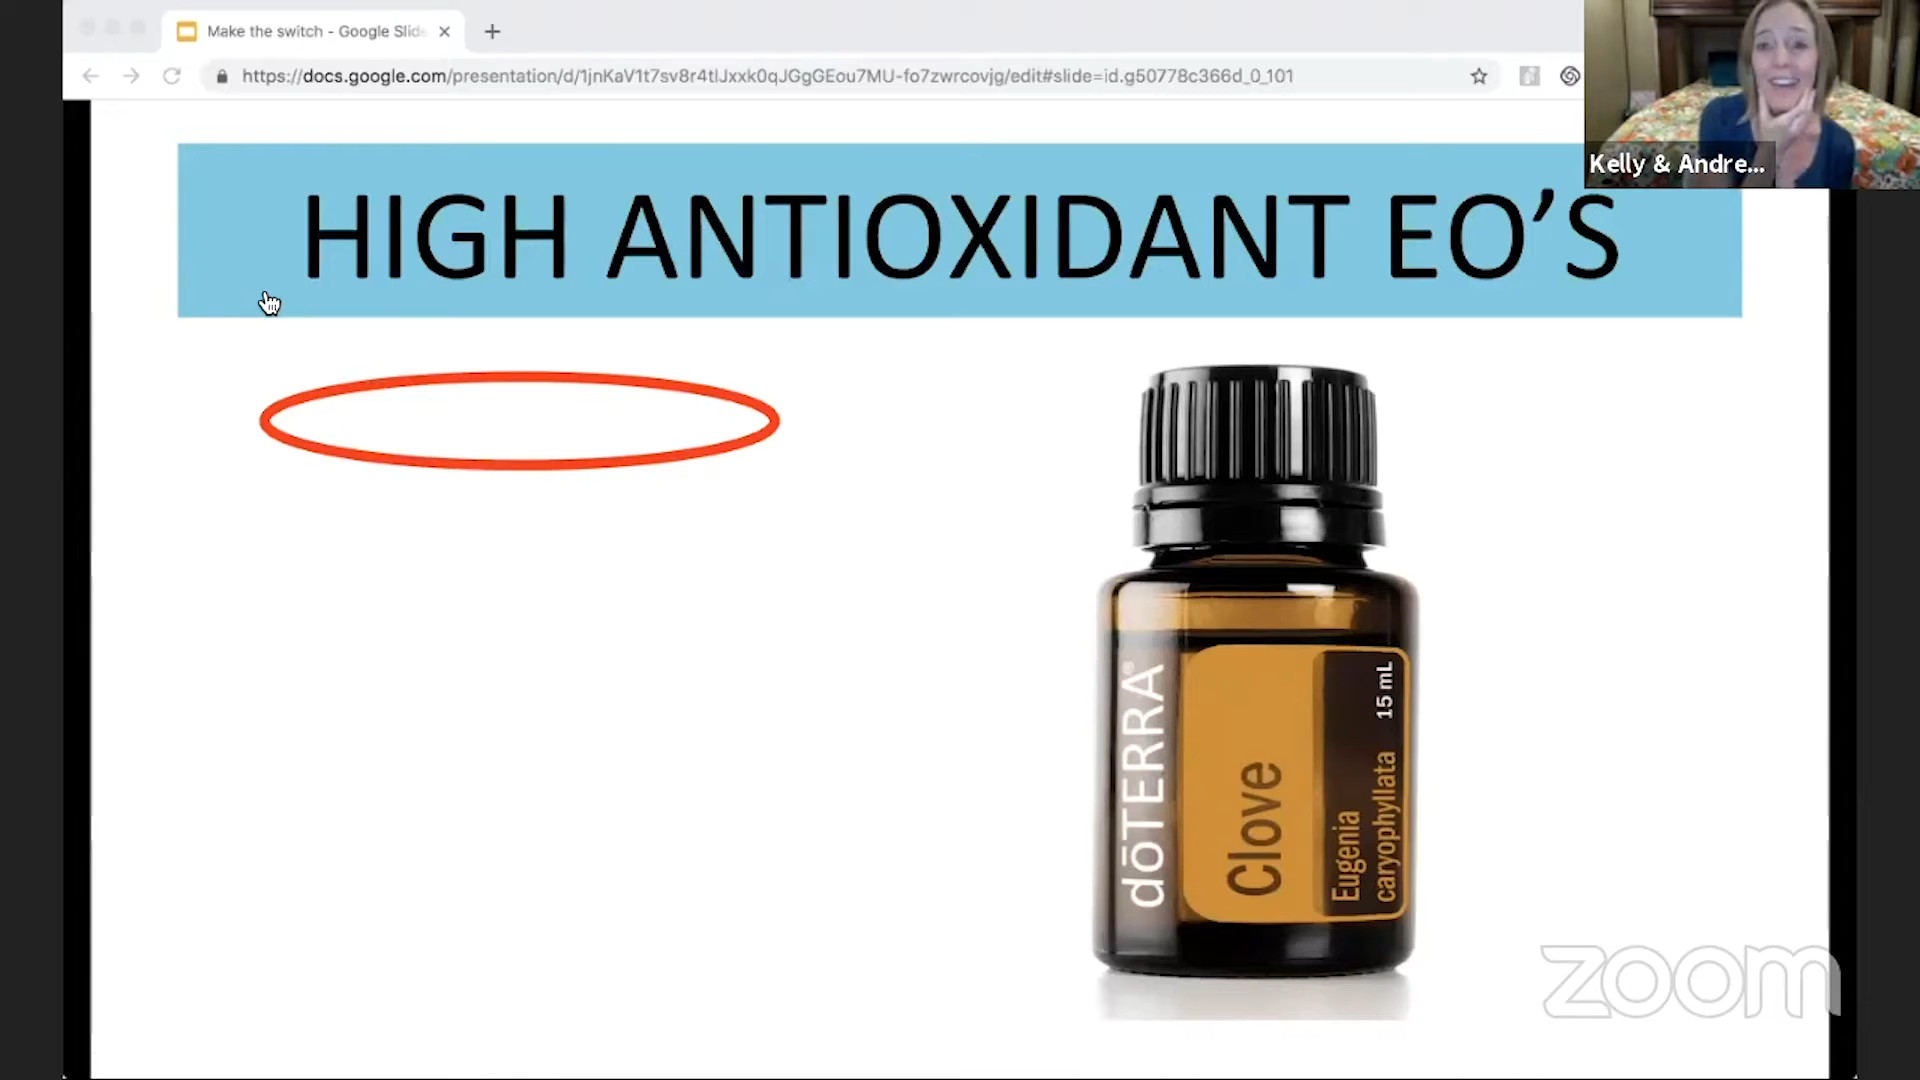 Make the switch - Google Slide
https://docs.google.com/presentation/d/1jnKaV1t7sv8r4tlJxxk0qJGgGEou7MU-fo7zwrcovjg/edit#slide=id.g50778c366d_0_101
Kelly & Andre...
HIGH ANTIOXIDANT EO'S
dōTERRA®
Clove
Eugenia
caryophyllata
15 mL
zoom